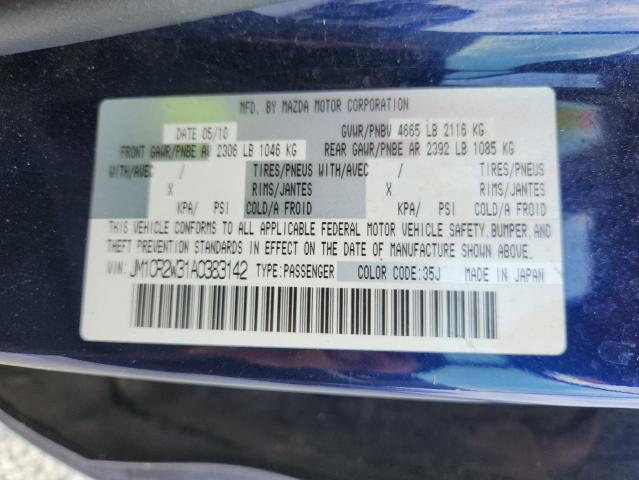 MFD. BY MAZDA MOTOR CORPORATION
DATE 05/10 GVWR/PNBV 4665 LB 2116 KG
FRONT GAWR/PNBE AV 2306 LB 1046 KG REAR GAWR/PNBE AR 2392 LB 1085 KG
WITH/AVEC / TIRES/PNEUS WITH/AVEC / TIRES/PNEUS
X RIMS/JANTES X RIMS/JANTES
KPA/ PSI COLD/A FROID KPA/ PSI COLD/A FROID
THIS VEHICLE CONFORMS TO ALL APPLICABLE FEDERAL MOTOR VEHICLE SAFETY, BUMPER, AND
THEFT PREVENTION STANDARDS IN EFFECT ON THE DATE OF MANUFACTURE SHOWN ABOVE.
VIN: JM1CR2W31A0383142 TYPE:PASSENGER COLOR CODE:35J MADE IN JAPAN